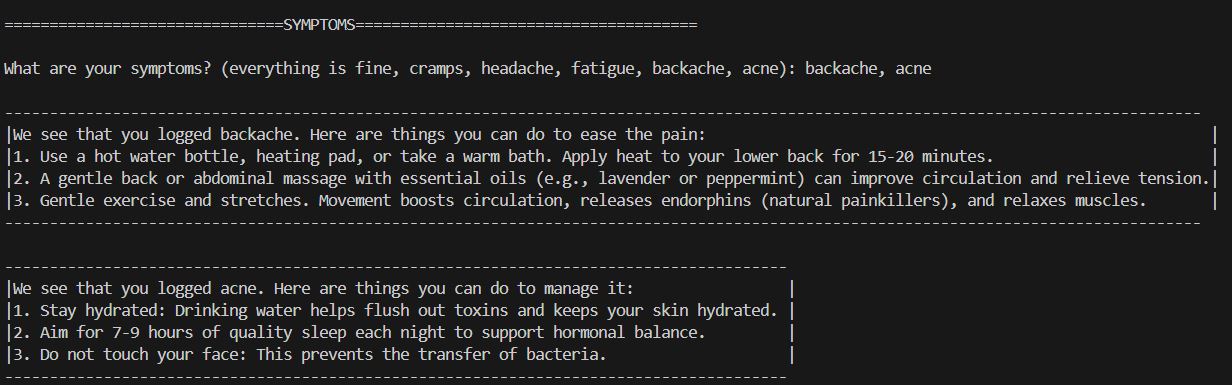 ===============================SYMPTOMS======================================
What are your symptoms? (everything is fine, cramps, headache, fatigue, backache, acne): backache, acne
-------------------------------------------------------------------------------------------------------------------------------------
|We see that you logged backache. Here are things you can do to ease the pain:                                                        |
|1. Use a hot water bottle, heating pad, or take a warm bath. Apply heat to your lower back for 15-20 minutes.                        |
|2. A gentle back or abdominal massage with essential oils (e.g., lavender or peppermint) can improve circulation and relieve tension.|
|3. Gentle exercise and stretches. Movement boosts circulation, releases endorphins (natural painkillers), and relaxes muscles.       |
-------------------------------------------------------------------------------------------------------------------------------------
---------------------------------------------------------------------------------------
|We see that you logged acne. Here are things you can do to manage it:                 |
|1. Stay hydrated: Drinking water helps flush out toxins and keeps your skin hydrated. |
|2. Aim for 7-9 hours of quality sleep each night to support hormonal balance.         |
|3. Do not touch your face: This prevents the transfer of bacteria.                    |
---------------------------------------------------------------------------------------